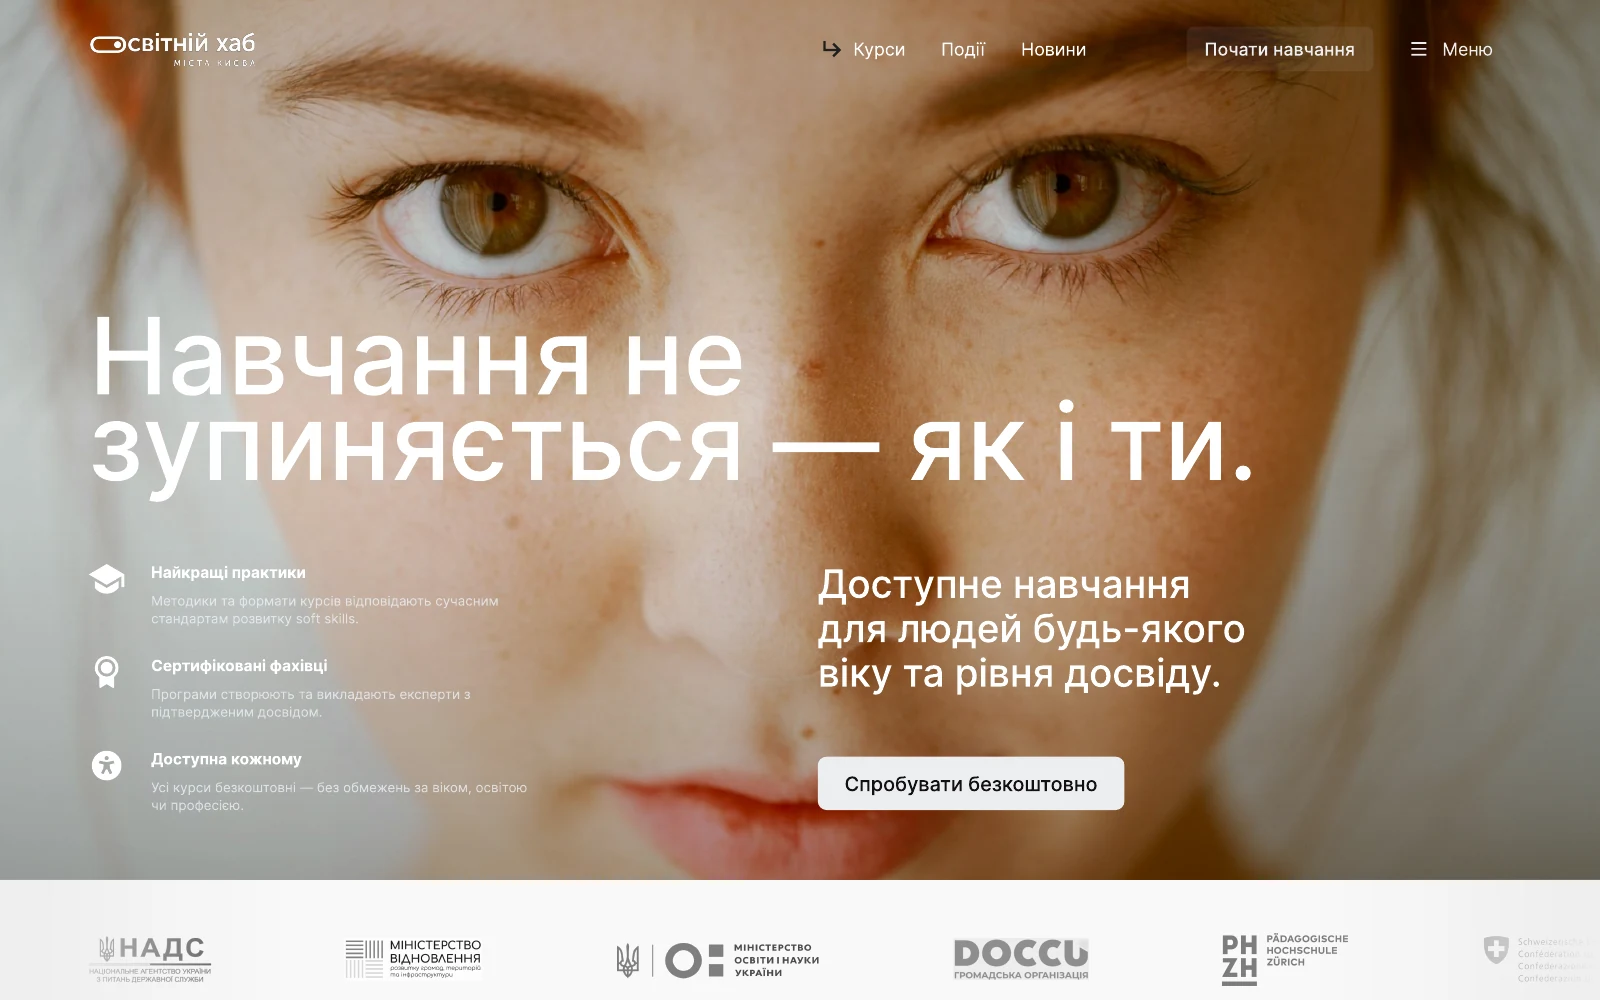 Освітній хаб
МІСТА КИЄВА
Курси
Події
Новини
Почати навчання
Меню
Навчання не
зупиняється — як і ти.
Найкращі практики
Методики та формати курсів відповідають сучасним
стандартам розвитку soft skills.
Сертифіковані фахівці
Програми створюють та викладають експерти з
підтвердженим досвідом.
Доступна кожному
Усі курси безкоштовні — без обмежень за віком, освітою
чи професією.
Доступне навчання
для людей будь-якого
віку та рівня досвіду.
Спробувати безкоштовно
НАДС
НАЦІОНАЛЬНЕ АГЕНТСТВО УКРАЇНИ
З ПИТАНЬ ДЕРЖАВНОЇ СЛУЖБИ
МІНІСТЕРСТВО
ВІДНОВЛЕННЯ
розвитку громад, територій
та інфраструктури
МІНІСТЕРСТВО
ОСВІТИ І НАУКИ
УКРАЇНИ
DOCCU
ГРОМАДСЬКА ОРГАНІЗАЦІЯ
PH
ZH
PÄDAGOGISCHE
HOCHSCHULE
ZÜRICH